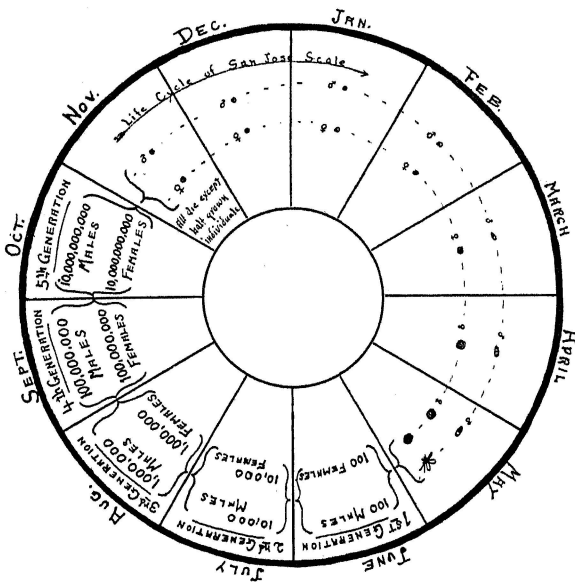 JAN.
FEB.
MARCH
APRIL
MAY
JUNE
JULY
AUG.
SEPT.
OCT.
NOV.
DEC.
Life Cycle of San Jose Scale
♂ ♂ ♂ ♂
♀ ♀ ♀ ♀
All die except
half grown
individuals
1ST GENERATION
100 MALES
100 FEMALES
2nd GENERATION
10,000
MALES
10,000
FEMALES
3rd GENERATION
1,000,000
MALES
1,000,000
FEMALES
4th GENERATION
100,000,000
MALES
100,000,000
FEMALES
5th GENERATION
10,000,000,000
MALES
10,000,000,000
FEMALES